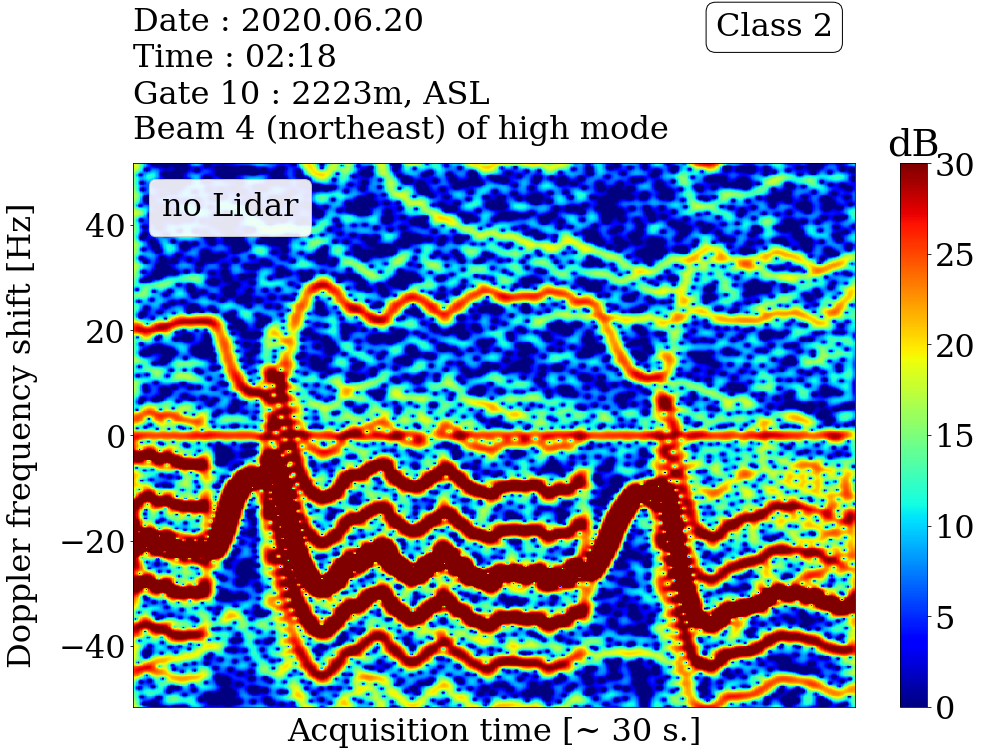 Date : 2020.06.20
Class 2
Time : 02:18
Gate 10 : 2223m, ASL
Beam 4 (northeast) of high mode
dB
no Lidar
Doppler frequency shift [Hz]
40
20
0
−20
−40
30
25
20
15
10
5
0
Acquisition time [~ 30 s.]